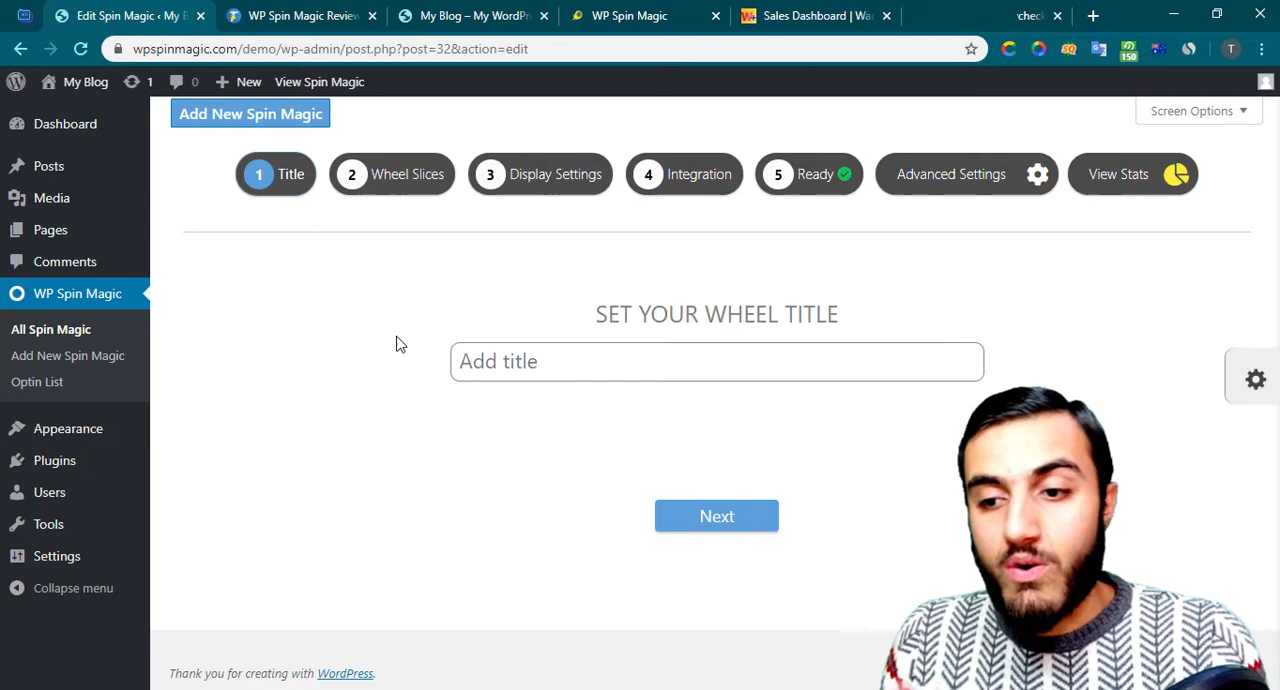 Edit Spin Magic ‹ My B
WP Spin Magic Review
My Blog – My WordPr
WP Spin Magic
Sales Dashboard | War
check
wpspinmagic.com/demo/wp-admin/post.php?post=32&action=edit
150
T
My Blog
1
0
New
View Spin Magic
Add New Spin Magic
Screen Options
1 Title
2 Wheel Slices
3 Display Settings
4 Integration
5 Ready
Advanced Settings
View Stats
Dashboard
Posts
Media
Pages
Comments
WP Spin Magic
All Spin Magic
Add New Spin Magic
Optin List
Appearance
Plugins
Users
Tools
Settings
Collapse menu
SET YOUR WHEEL TITLE
Add title
Next
Thank you for creating with WordPress.